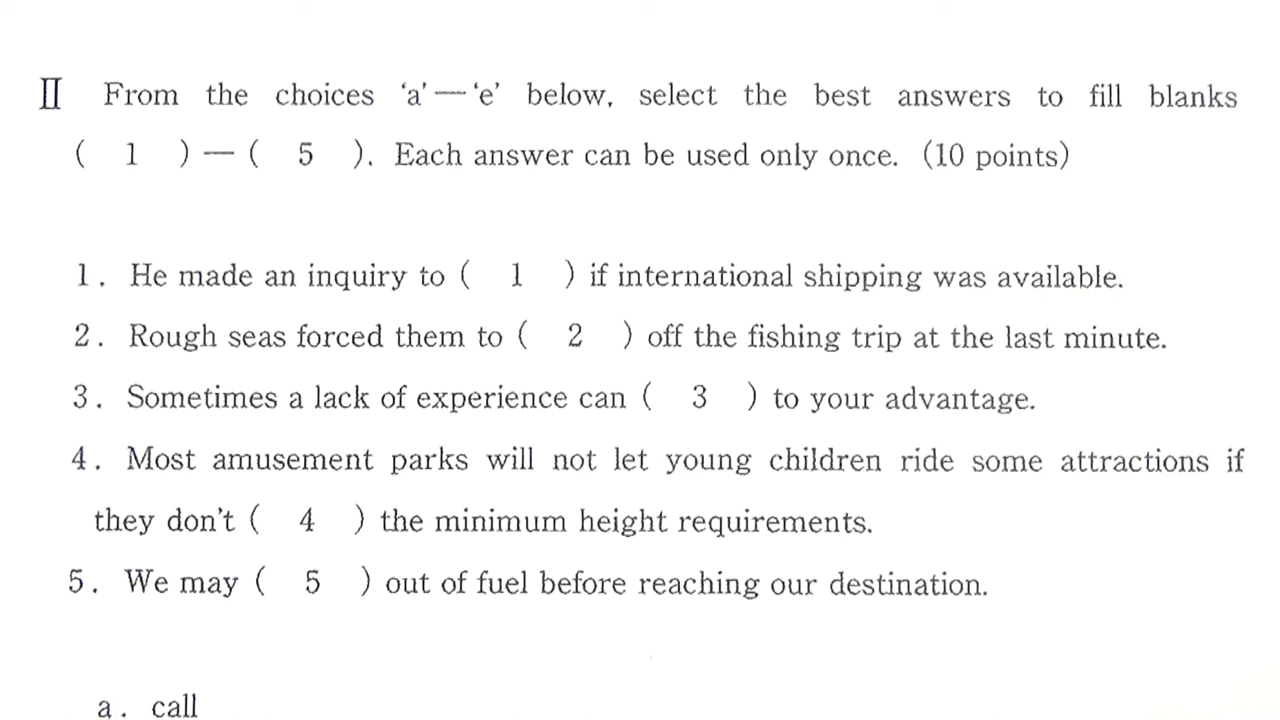 Ⅱ From the choices ‘a’—‘e’ below, select the best answers to fill blanks
( 1 )—( 5 ). Each answer can be used only once. (10 points)
1. He made an inquiry to ( 1 ) if international shipping was available.
2. Rough seas forced them to ( 2 ) off the fishing trip at the last minute.
3. Sometimes a lack of experience can ( 3 ) to your advantage.
4. Most amusement parks will not let young children ride some attractions if
they don't ( 4 ) the minimum height requirements.
5. We may ( 5 ) out of fuel before reaching our destination.
a. call